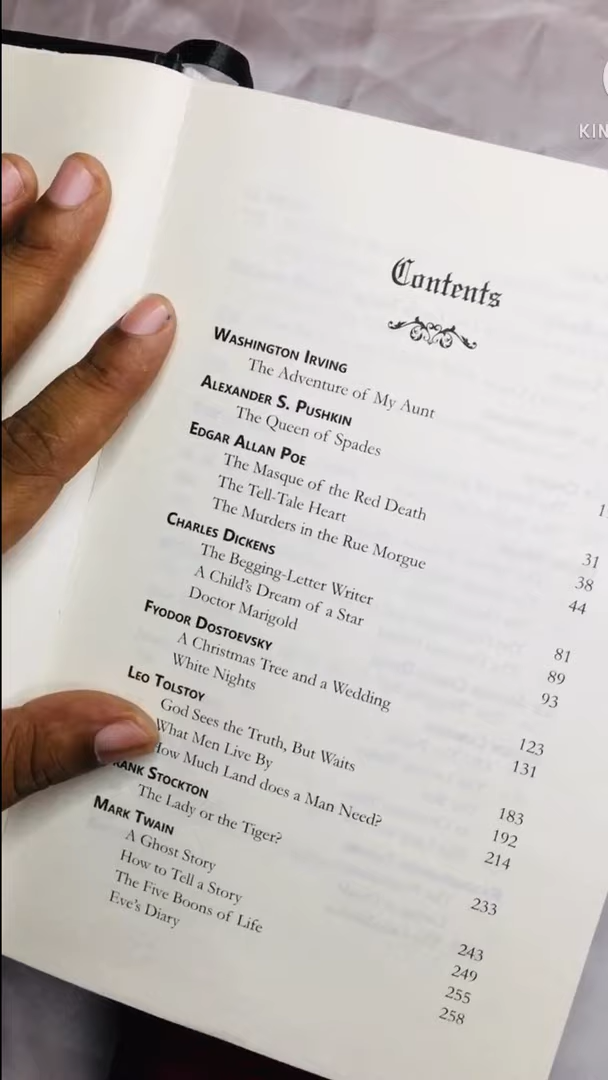 Contents
WASHINGTON IRVING
The Adventure of My Aunt
ALEXANDER S. PUSHKIN
The Queen of Spades
EDGAR ALLAN POE
The Masque of the Red Death 31
The Tell-Tale Heart 38
The Murders in the Rue Morgue 44
CHARLES DICKENS
The Begging-Letter Writer 81
A Child's Dream of a Star 89
Doctor Marigold 93
FYODOR DOSTOEVSKY
A Christmas Tree and a Wedding 123
White Nights 131
LEO TOLSTOY
God Sees the Truth, But Waits 183
What Men Live By 192
How Much Land does a Man Need? 214
FRANK STOCKTON
The Lady or the Tiger? 233
MARK TWAIN
A Ghost Story 243
How to Tell a Story 249
The Five Boons of Life 255
Eve's Diary 258